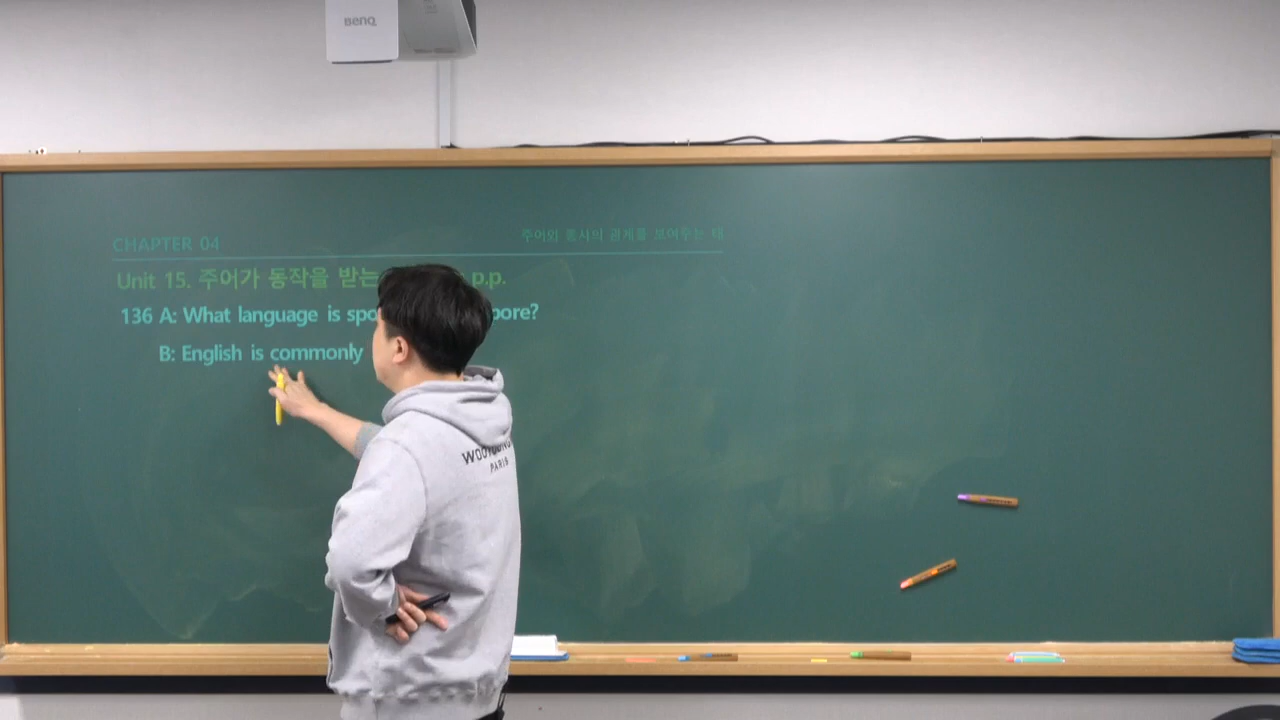 BenQ
CHAPTER 04
주어와 동사의 관계를 보여주는 태
Unit 15. 주어가 동작을 받는 p.p.
136 A: What language is spo pore?
B: English is commonly
WOOYOUNG
PARIS